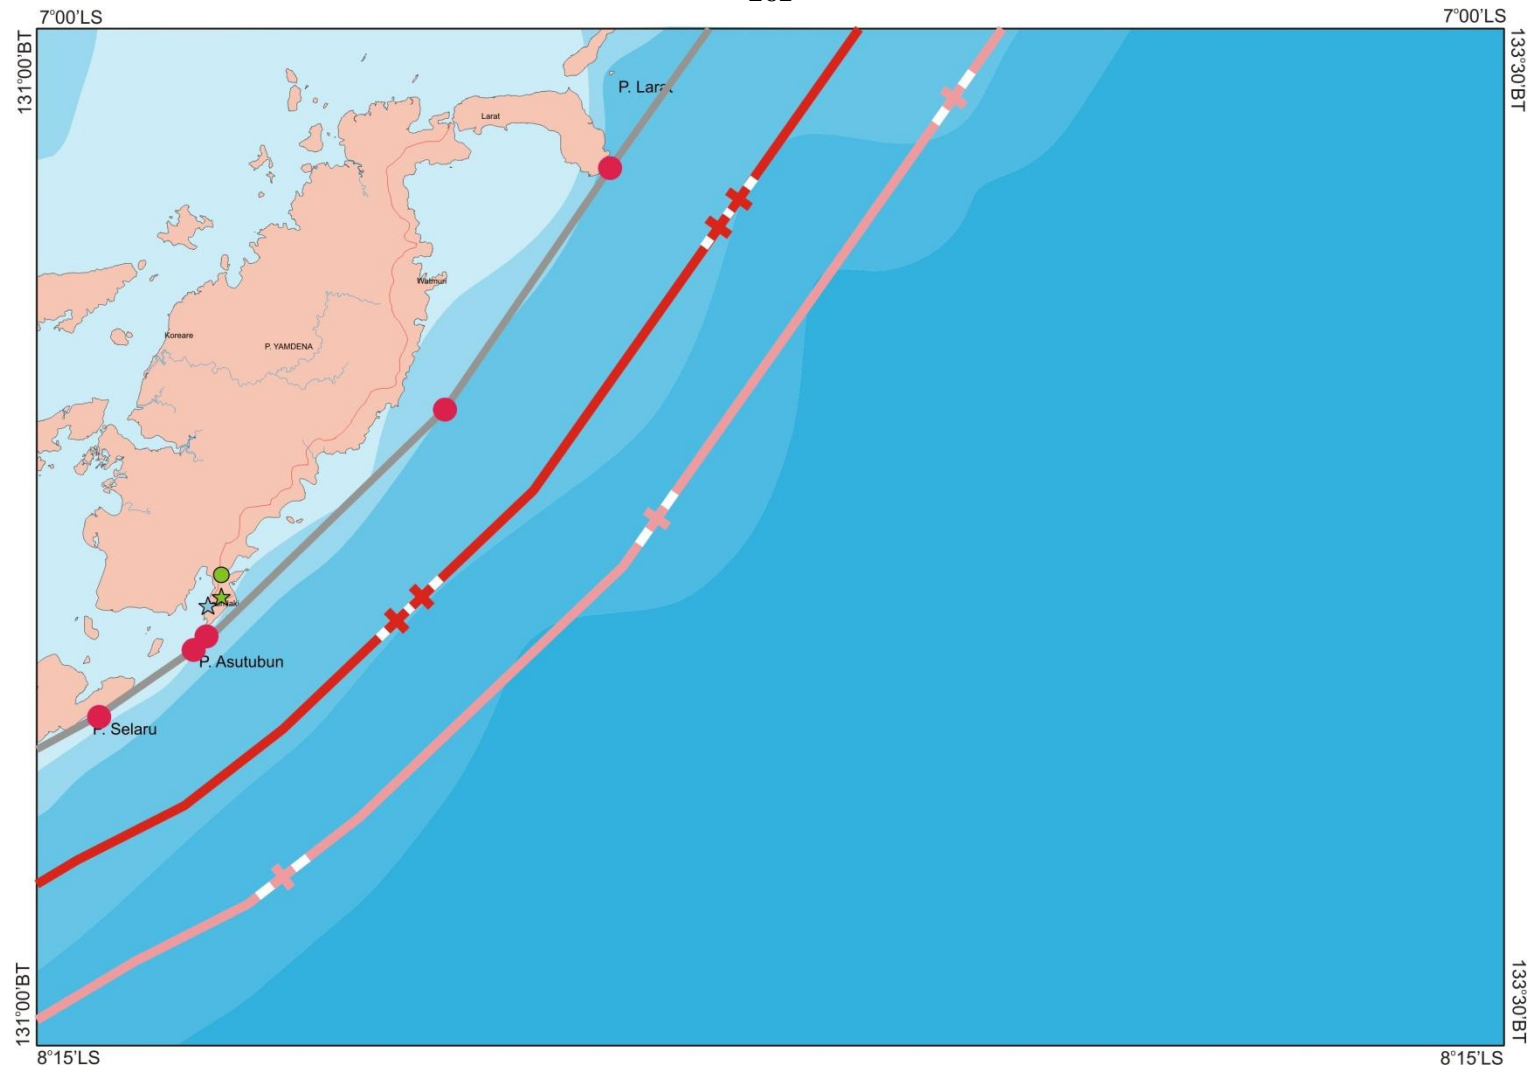 7°00'LS
7°00'LS
131°00'BT
133°30'BT
Larat
Watmuri
Koreare
P. YAMDENA
P. Asutubun
P. Selaru
131°00'BT
133°30'BT
8°15'LS
8°15'LS